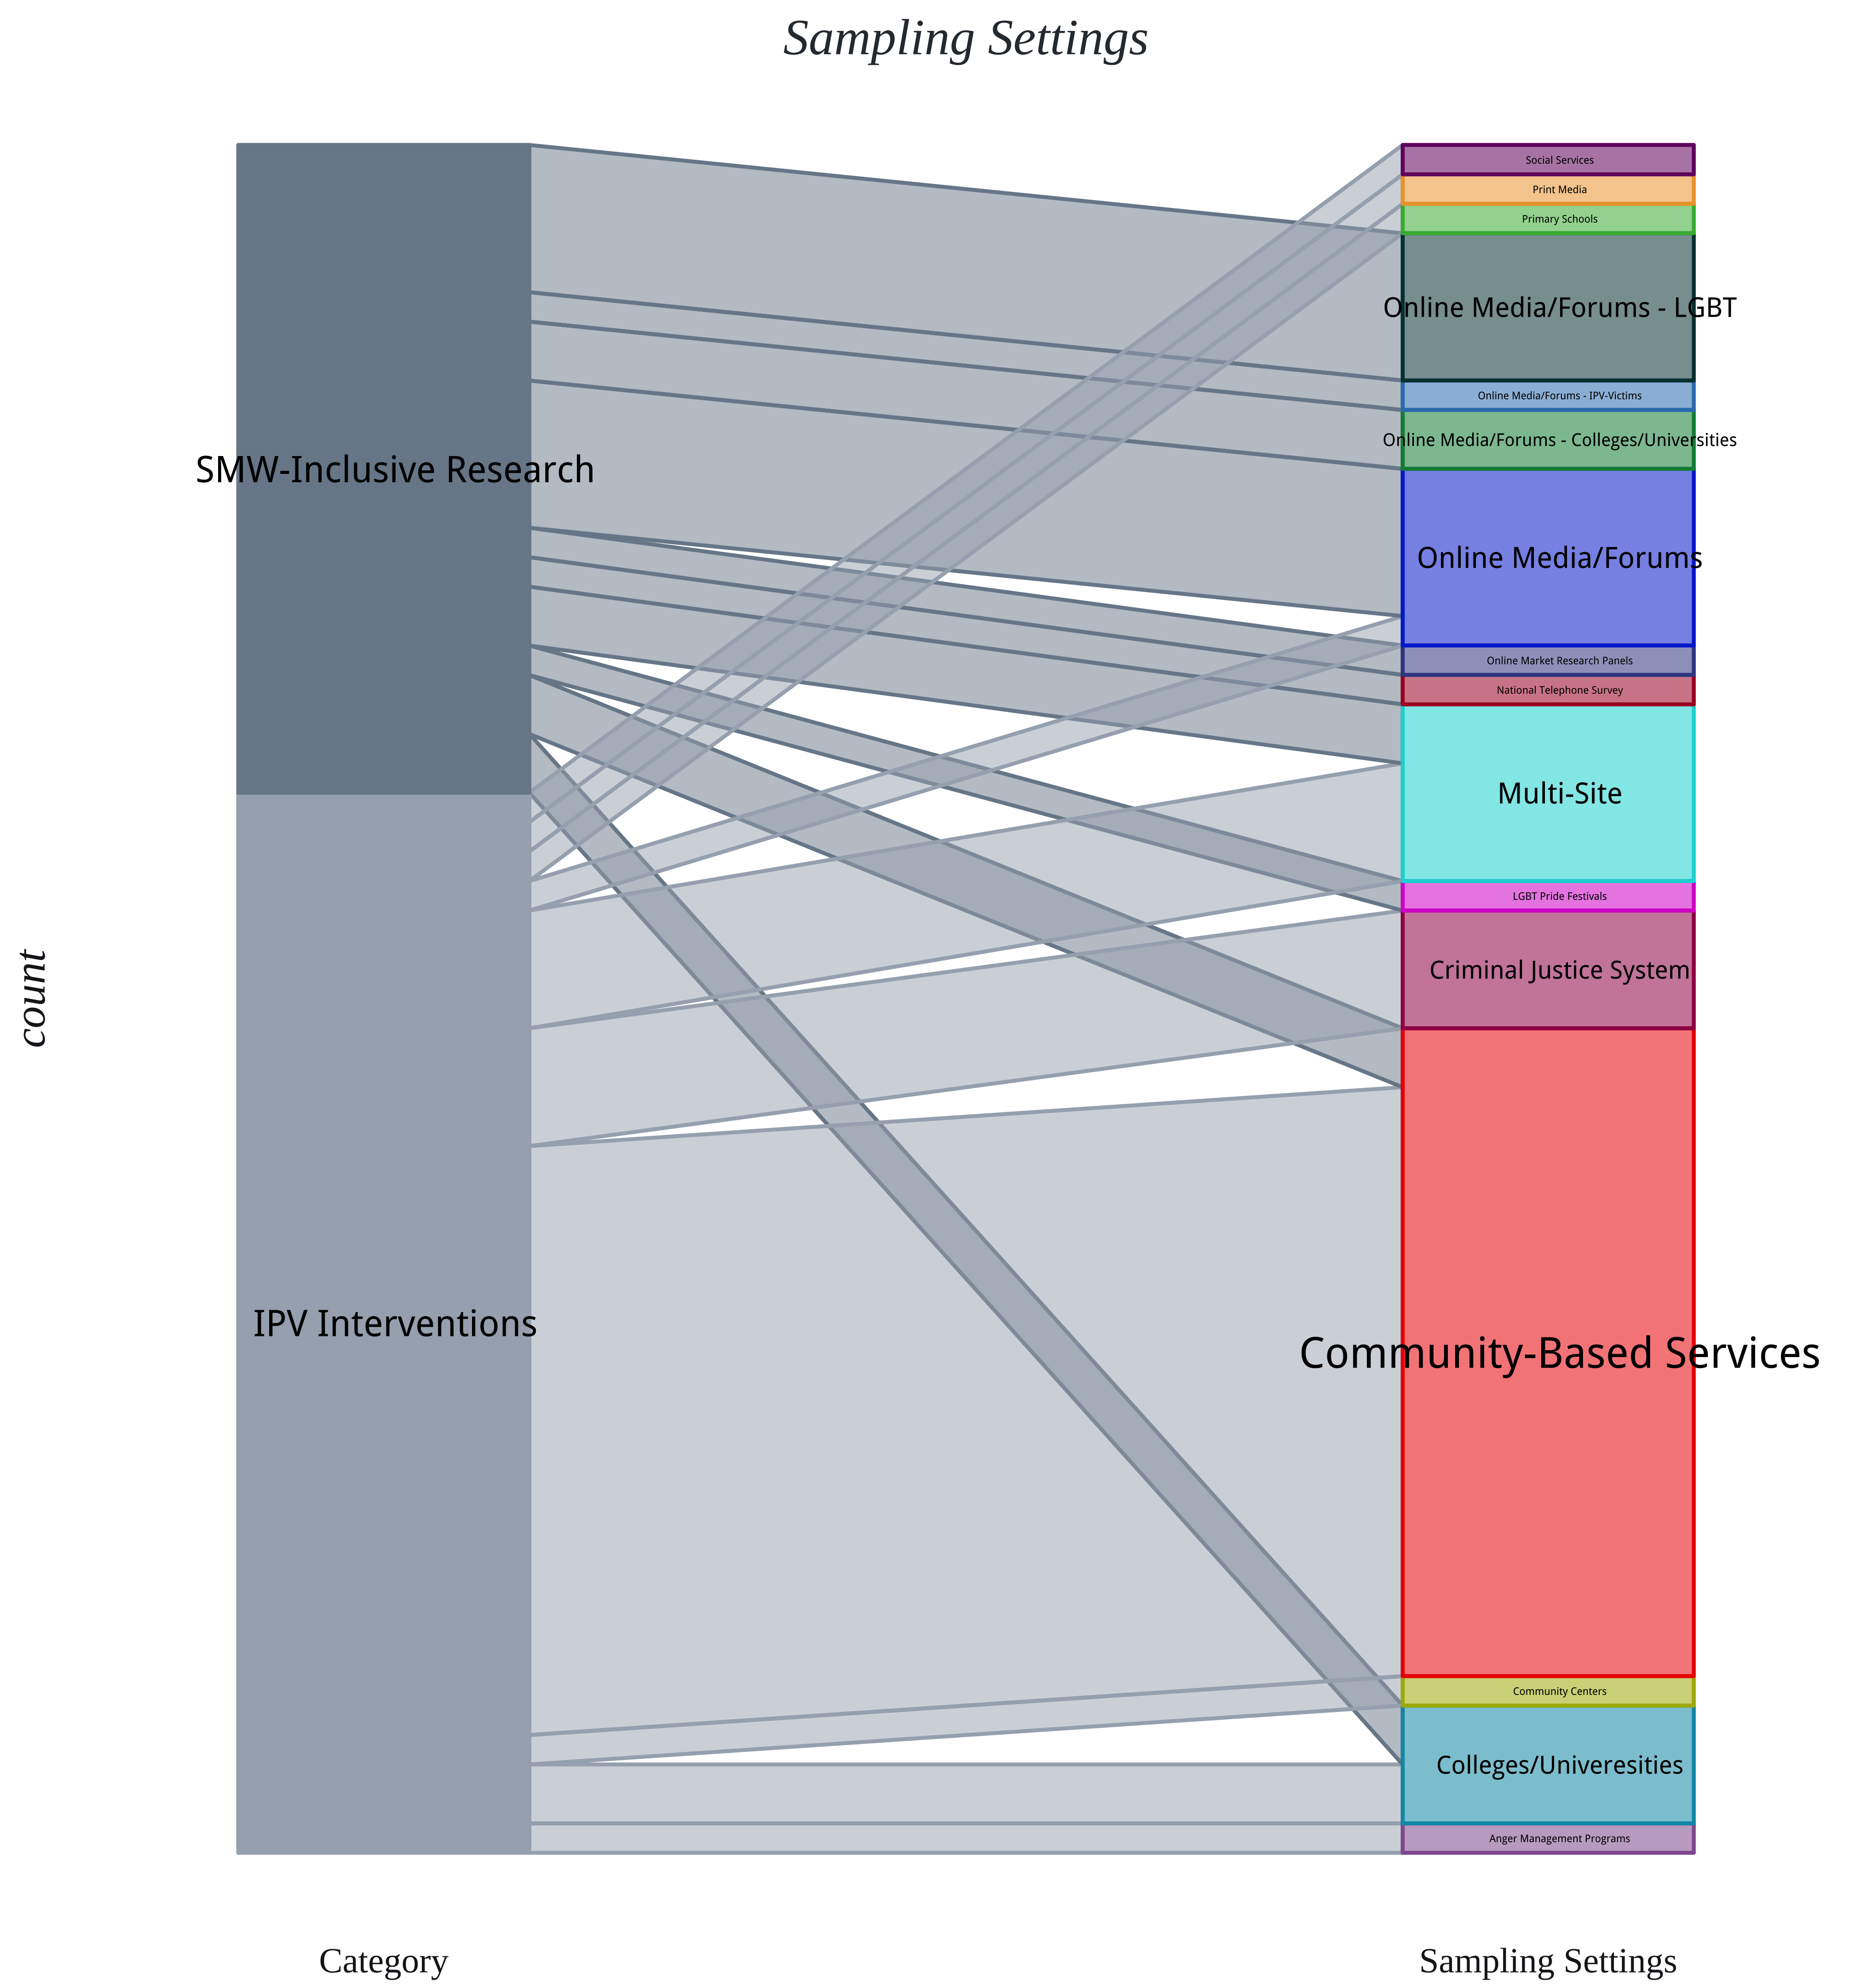 Sampling Settings
Social Services
Print Media
Primary Schools
Online Media/Forums - LGBT
Online Media/Forums - IPV-Victims
Online Media/Forums - Colleges/Universities
SMW-Inclusive Research
Online Media/Forums
Online Market Research Panels
National Telephone Survey
Multi-Site
LGBT Pride Festivals
Criminal Justice System
count
IPV Interventions
Community-Based Services
Community Centers
Colleges/Univeresities
Anger Management Programs
Category
Sampling Settings